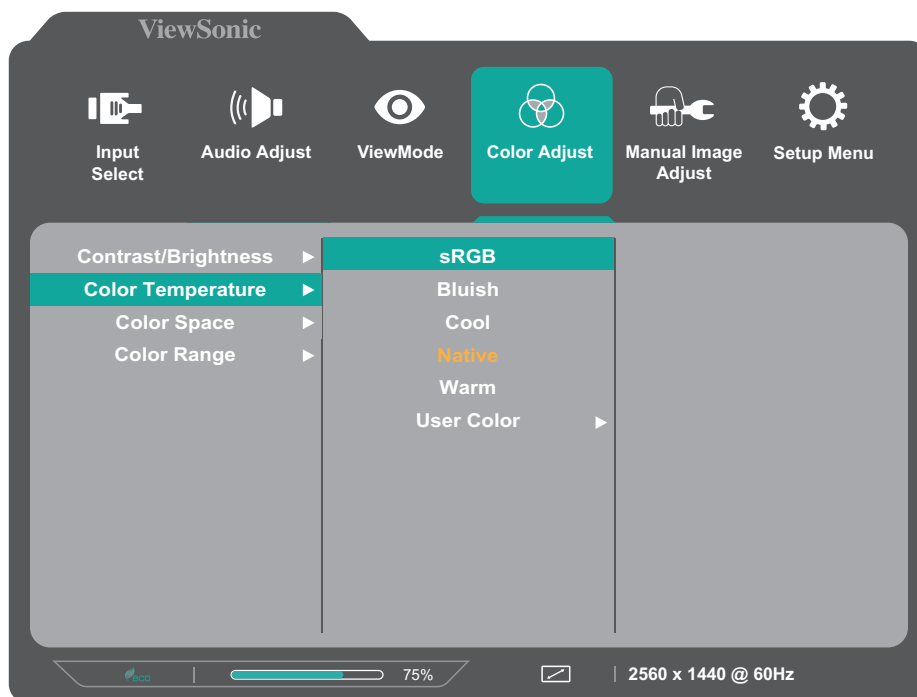 ViewSonic
Input
Select
Audio Adjust
ViewMode
Color Adjust
Manual Image
Adjust
Setup Menu
Contrast/Brightness
Color Temperature
Color Space
Color Range
sRGB
Bluish
Cool
Native
Warm
User Color
eco
75%
2560 x 1440 @ 60Hz